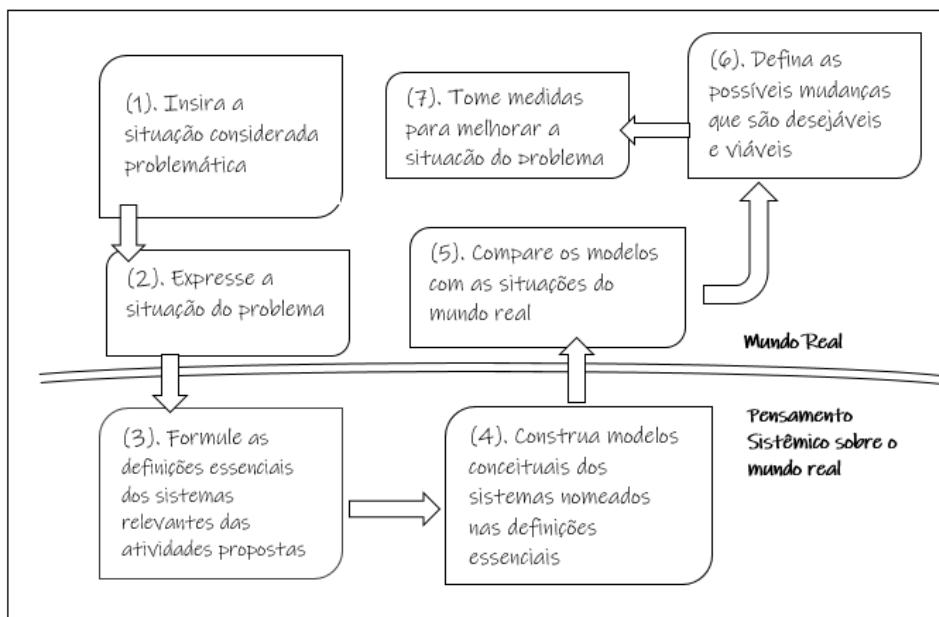 (1). Insira a
situação considerada
problemática
(2). Expresse a
situação do problema
(3). Formule as
definições essenciais
dos sistemas
relevantes das
atividades propostas
(4). Construa modelos
conceituais dos
sistemas nomeados
nas definições
essenciais
(5). Compare os modelos
com as situações do
mundo real
(6). Defina as
possíveis mudanças
que são desejáveis
e viáveis
(7). Tome medidas
para melhorar a
situação do problema
Mundo Real
Pensamento
Sistêmico sobre o
mundo real